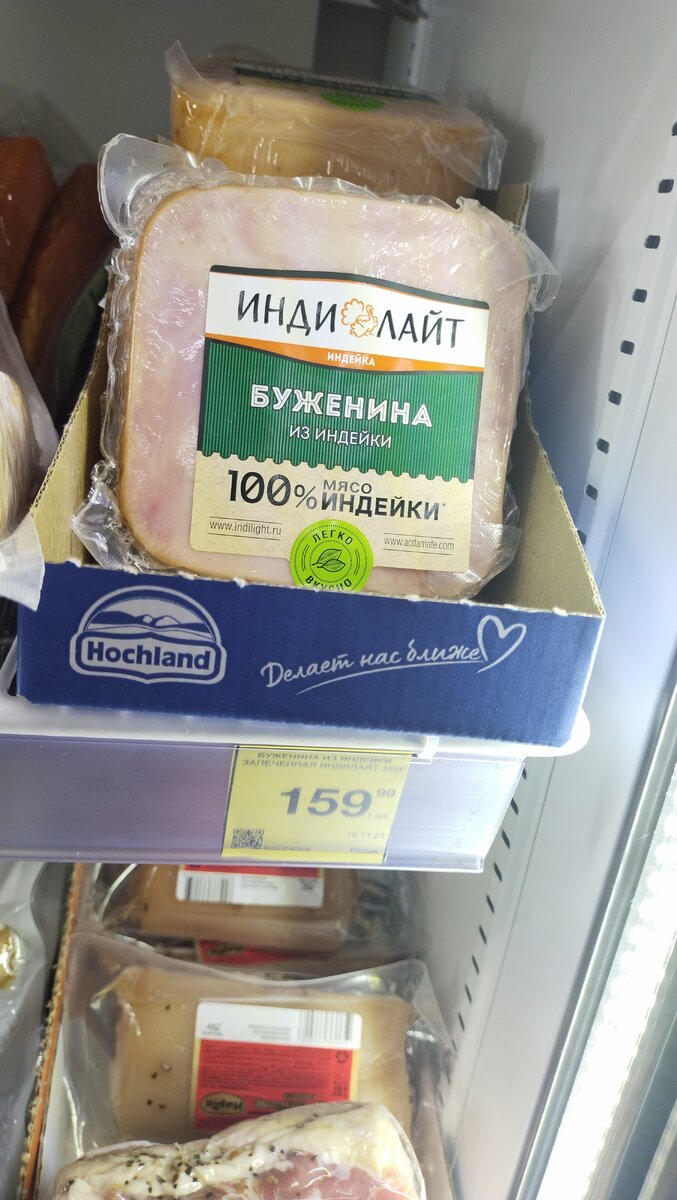 ИНДИ ЛАЙТ
ИНДЕЙКА
БУЖЕНИНА
ИЗ ИНДЕЙКИ
100% МЯСО ИНДЕЙКИ*
www.indilight.ru
www.acdamate.com
ЛЕГКО
ВКУСНО
Hochland
Делает нас ближе
БУЖЕНИНА ИЗ ИНДЕЙКИ
ЗАПЕЧЕННАЯ ИНДИЛАЙТ 380Г
159 99
1 шт.
10.11.23
Россия